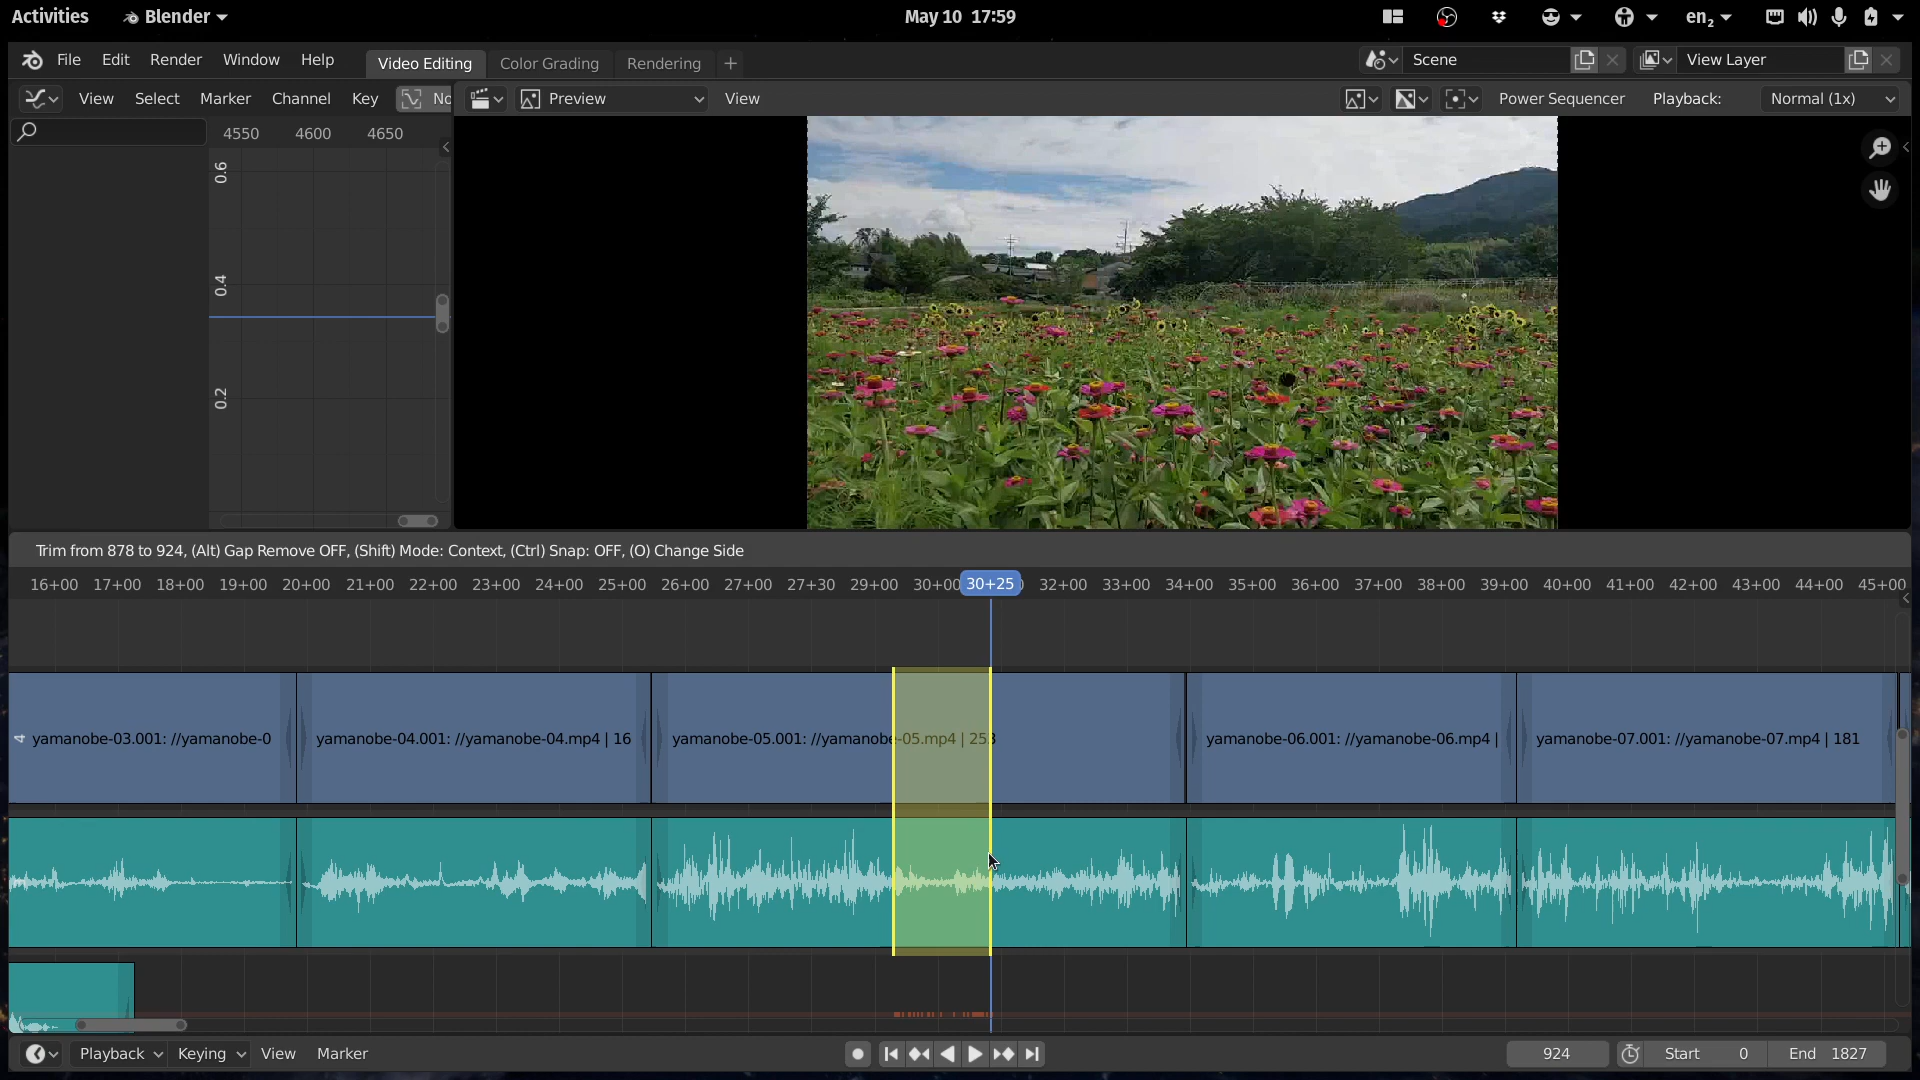 Activities Blender May 10 17:59 en₂
File Edit Render Window Help Video Editing Color Grading Rendering + Scene View Layer
View Select Marker Channel Key No Preview View Power Sequencer Playback: Normal (1x)
4550 4600 4650
0.6
0.4
0.2
Trim from 878 to 924, (Alt) Gap Remove OFF, (Shift) Mode: Context, (Ctrl) Snap: OFF, (O) Change Side
16+00 17+00 18+00 19+00 20+00 21+00 22+00 23+00 24+00 25+00 26+00 27+00 27+30 29+00 30+00 30+25 32+00 33+00 34+00 35+00 36+00 37+00 38+00 39+00 40+00 41+00 42+00 43+00 44+00 45+00
4 yamanobe-03.001: //yamanobe-0 yamanobe-04.001: //yamanobe-04.mp4 | 16 yamanobe-05.001: //yamanobe-05.mp4 | 253 yamanobe-06.001: //yamanobe-06.mp4 | yamanobe-07.001: //yamanobe-07.mp4 | 181
Playback Keying View Marker 924 Start 0 End 1827